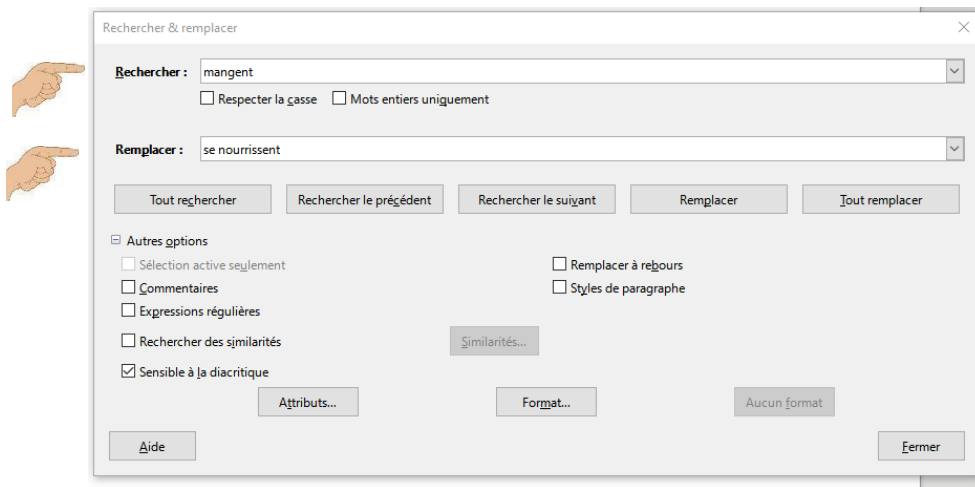 Rechercher & remplacer
Rechercher : mangent
Respecter la casse Mots entiers uniquement
Remplacer : se nourrissent
Tout rechercher Rechercher le précédent Rechercher le suivant Remplacer Tout remplacer
Autres options
Sélection active seulement Remplacer à rebours
Commentaires Styles de paragraphe
Expressions régulières
Rechercher des similarités Similarités...
Sensible à la diacritique
Attributs... Format... Aucun format
Aide Fermer